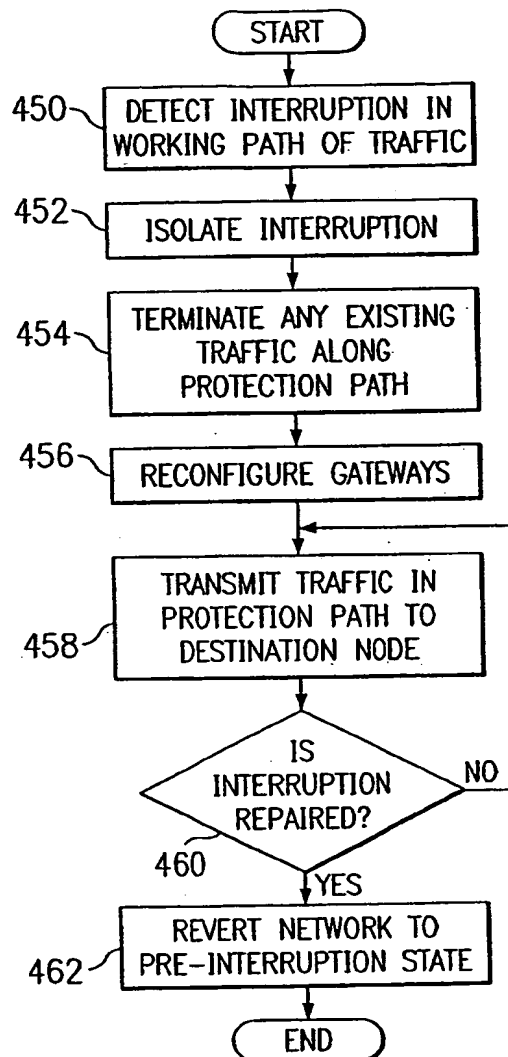 START
450
DETECT INTERRUPTION IN
WORKING PATH OF TRAFFIC
452
ISOLATE INTERRUPTION
454
TERMINATE ANY EXISTING
TRAFFIC ALONG
PROTECTION PATH
456
RECONFIGURE GATEWAYS
458
TRANSMIT TRAFFIC IN
PROTECTION PATH TO
DESTINATION NODE
IS
INTERRUPTION
REPAIRED?
NO
460
YES
462
REVERT NETWORK TO
PRE-INTERRUPTION STATE
END